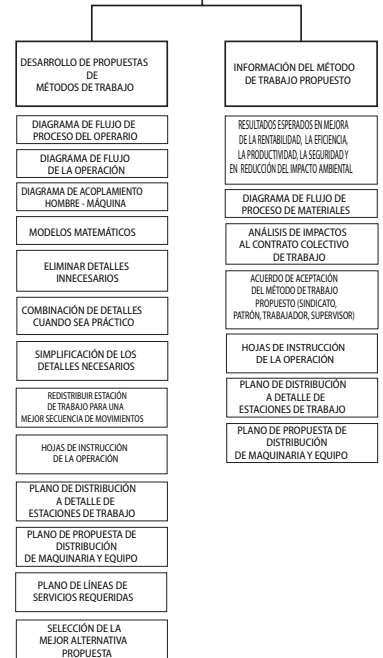 DESARROLLO DE PROPUESTAS
DE
MÉTODOS DE TRABAJO
DIAGRAMA DE FLUJO DE
PROCESO DEL OPERARIO
DIAGRAMA DE FLUJO
DE LA OPERACIÓN
DIAGRAMA DE ACOPLAMIENTO
HOMBRE - MÁQUINA
MODELOS MATEMÁTICOS
ELIMINAR DETALLES
INNECESARIOS
COMBINACIÓN DE DETALLES
CUANDO SEA PRÁCTICO
SIMPLIFICACIÓN DE LOS
DETALLES NECESARIOS
REDISTRIBUIR ESTACIÓN
DE TRABAJO PARA UNA
MEJOR SECUENCIA DE MOVIMIENTOS
HOJAS DE INSTRUCCIÓN
DE LA OPERACIÓN
PLANO DE DISTRIBUCIÓN
A DETALLE DE
ESTACIONES DE TRABAJO
PLANO DE PROPUESTA DE
DISTRIBUCIÓN
DE MAQUINARIA Y EQUIPO
PLANO DE LÍNEAS DE
SERVICIOS REQUERIDAS
SELECCIÓN DE LA
MEJOR ALTERNATIVA
PROPUESTA
INFORMACIÓN DEL MÉTODO
DE TRABAJO PROPUESTO
RESULTADOS ESPERADOS EN MEJORA
DE LA RENTABILIDAD, LA EFICIENCIA,
LA PRODUCTIVIDAD, LA SEGURIDAD Y
EN REDUCCIÓN DEL IMPACTO AMBIENTAL
DIAGRAMA DE FLUJO DE
PROCESO DE MATERIALES
ANÁLISIS DE IMPACTOS
AL CONTRATO COLECTIVO
DE TRABAJO
ACUERDO DE ACEPTACIÓN
DEL MÉTODO DE TRABAJO
PROPUESTO (SINDICATO,
PATRÓN, TRABAJADOR, SUPERVISOR)
HOJAS DE INSTRUCCIÓN
DE LA OPERACIÓN
PLANO DE DISTRIBUCIÓN
A DETALLE DE
ESTACIONES DE TRABAJO
PLANO DE PROPUESTA DE
DISTRIBUCIÓN
DE MAQUINARIA Y EQUIPO